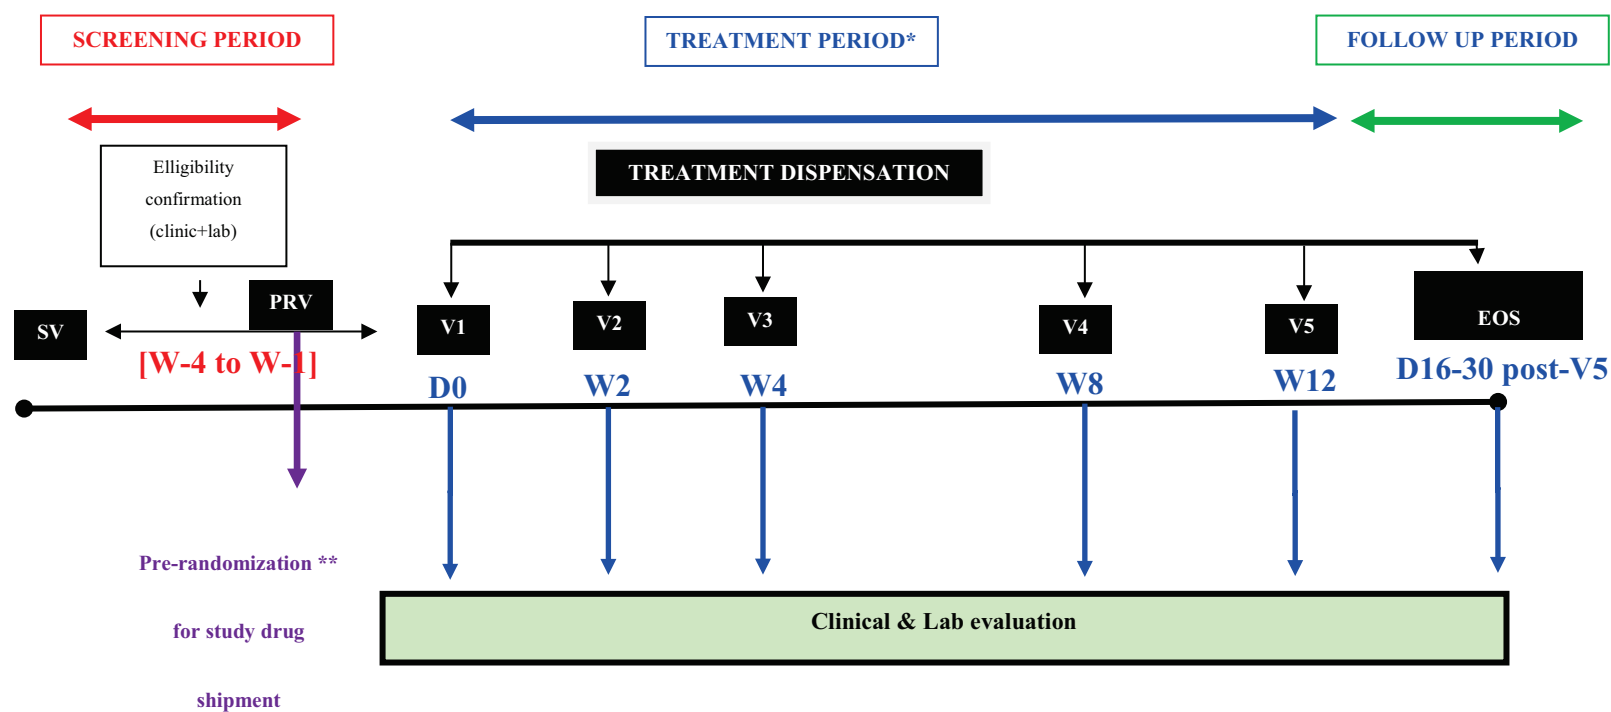 SCREENING PERIOD
TREATMENT PERIOD*
FOLLOW UP PERIOD
Elligibility
confirmation
(clinic+lab)
TREATMENT DISPENSATION
SV
PRV
V1
V2
V3
V4
V5
EOS
[W-4 to W-1]
D0
W2
W4
W8
W12
D16-30 post-V5
Pre-randomization **
for study drug
shipment
Clinical & Lab evaluation